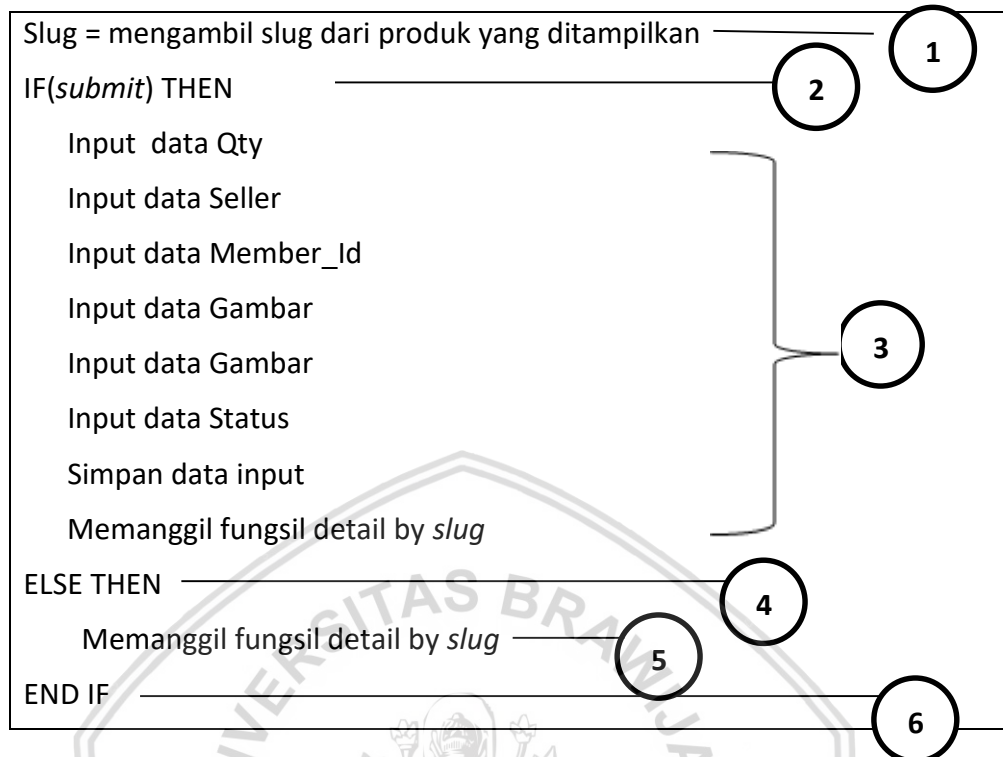 Slug = mengambil slug dari produk yang ditampilkan 1
IF(submit) THEN 2
Input data Qty
Input data Seller
Input data Member_Id
Input data Gambar
3
Input data Gambar
Input data Status
Simpan data input
Memanggil fungsil detail by slug
ELSE THEN 4
Memanggil fungsil detail by slug 5
END IF 6
VERSITAS BRAWIJA